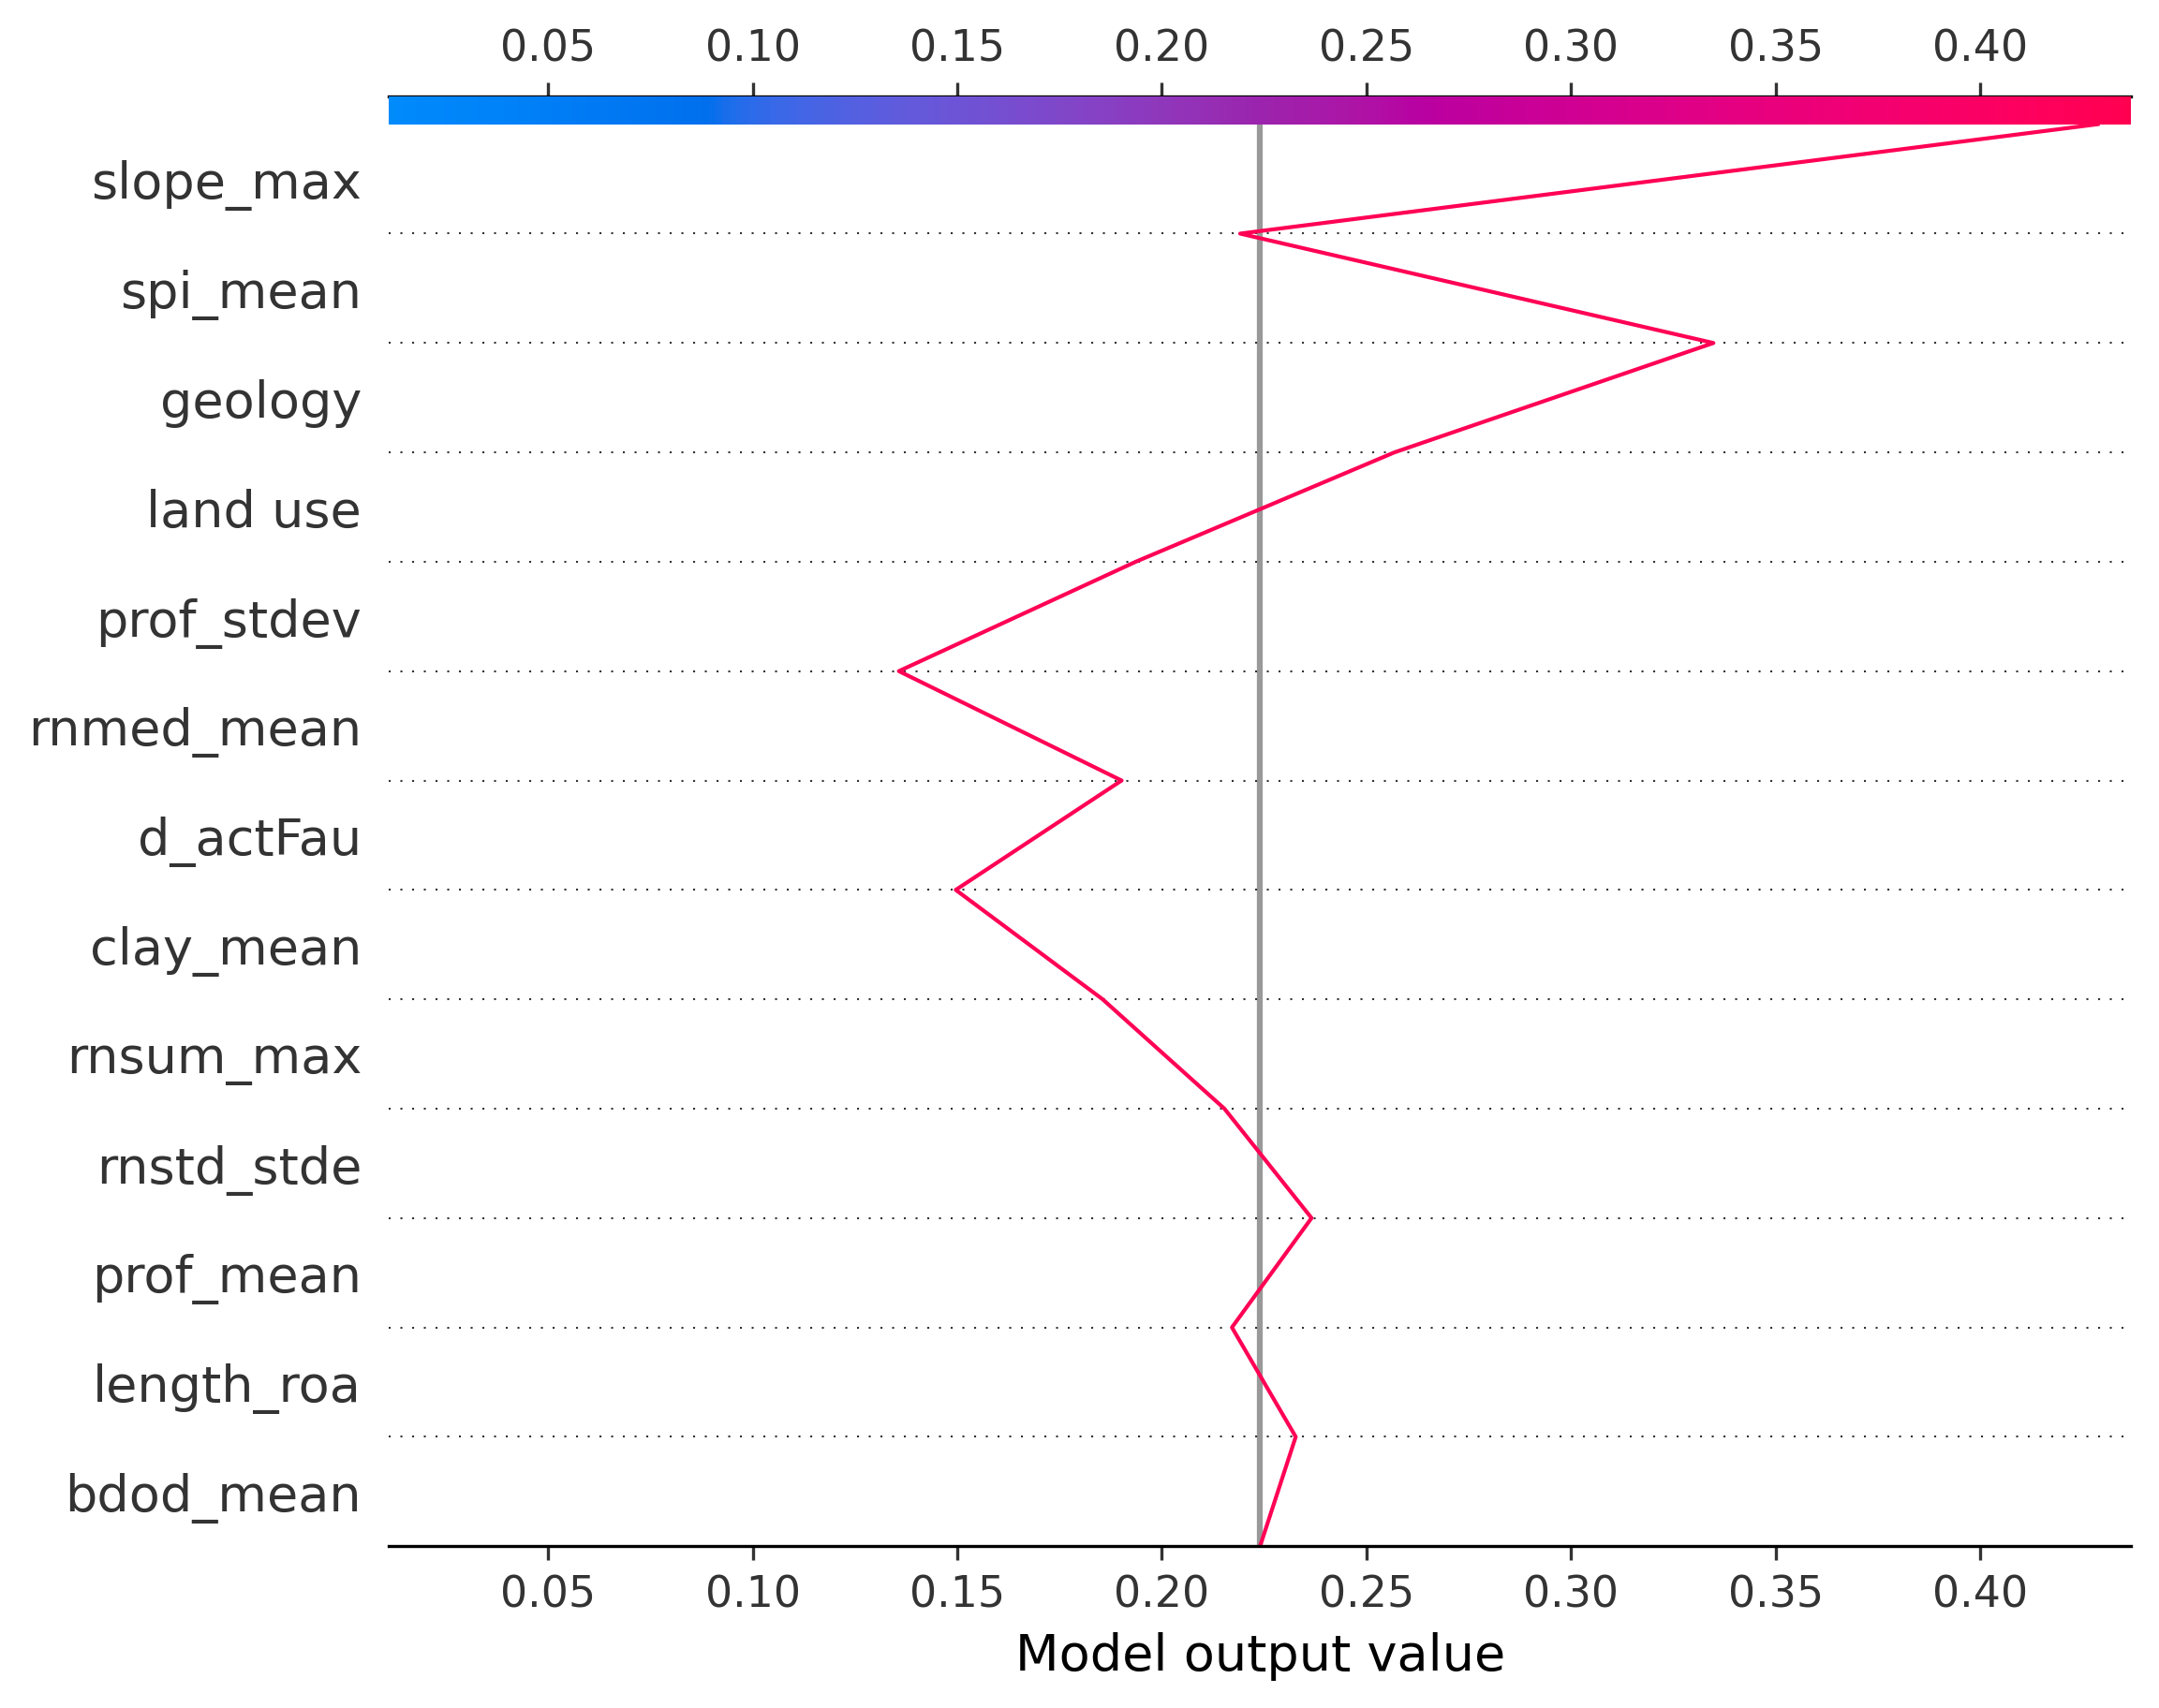 0.05 0.10 0.15 0.20 0.25 0.30 0.35 0.40
slope_max
spi_mean
geology
land use
prof_stdev
rnmed_mean
d_actFau
clay_mean
rnsum_max
rnstd_stde
prof_mean
length_roa
bdod_mean
0.05 0.10 0.15 0.20 0.25 0.30 0.35 0.40
Model output value